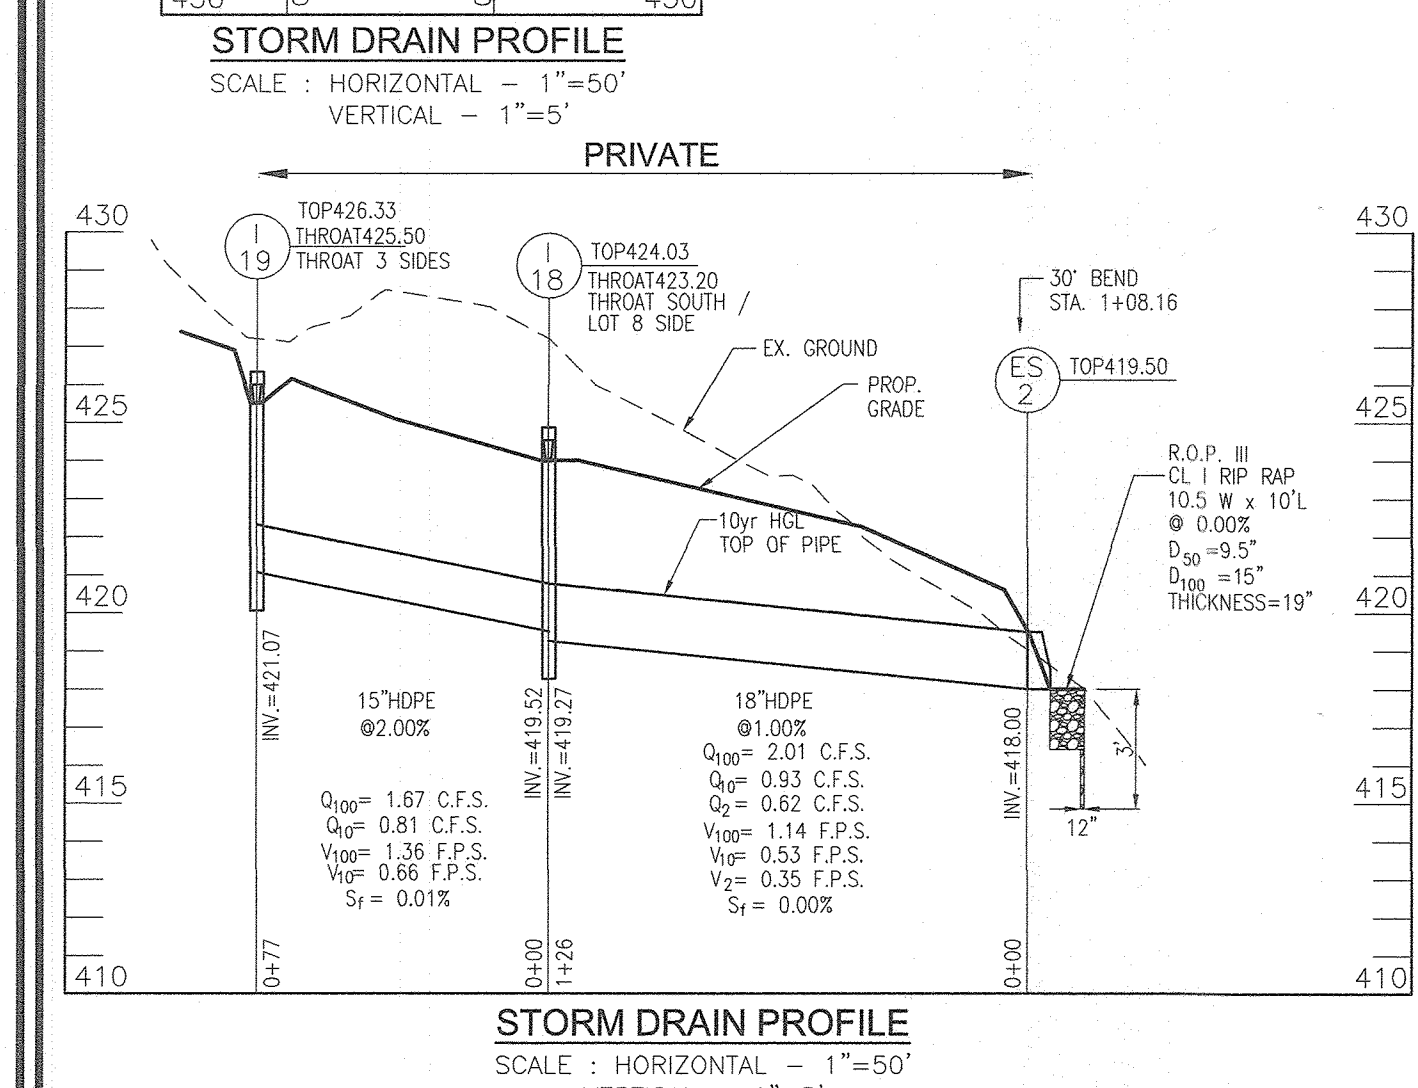 430 450
STORM DRAIN PROFILE
SCALE : HORIZONTAL – 1"=50'
VERTICAL – 1"=5'
PRIVATE
430
425
420
415
410
I
19
TOP426.33
THROAT425.50
THROAT 3 SIDES
I
18
TOP424.03
THROAT423.20
THROAT SOUTH /
LOT 8 SIDE
EX. GROUND
PROP.
GRADE
10yr HGL
TOP OF PIPE
30° BEND
STA. 1+08.16
ES
2
TOP419.50
R.O.P. III
CL I RIP RAP
10.5 W x 10'L
@ 0.00%
D50 =9.5"
D100 =15"
THICKNESS=19"
430
425
420
415
410
INV.=421.07
15"HDPE
@2.00%
Q100= 1.67 C.F.S.
Q10= 0.81 C.F.S.
V100= 1.36 F.P.S.
V10= 0.66 F.P.S.
Sf = 0.01%
INV.=419.52
INV.=419.27
18"HDPE
@1.00%
Q100= 2.01 C.F.S.
Q10= 0.93 C.F.S.
Q2= 0.62 C.F.S.
V100= 1.14 F.P.S.
V10= 0.53 F.P.S.
V2= 0.35 F.P.S.
Sf = 0.00%
INV.=418.00
3'
12"
0+77
0+00
1+26
0+00
STORM DRAIN PROFILE
SCALE : HORIZONTAL – 1"=50'